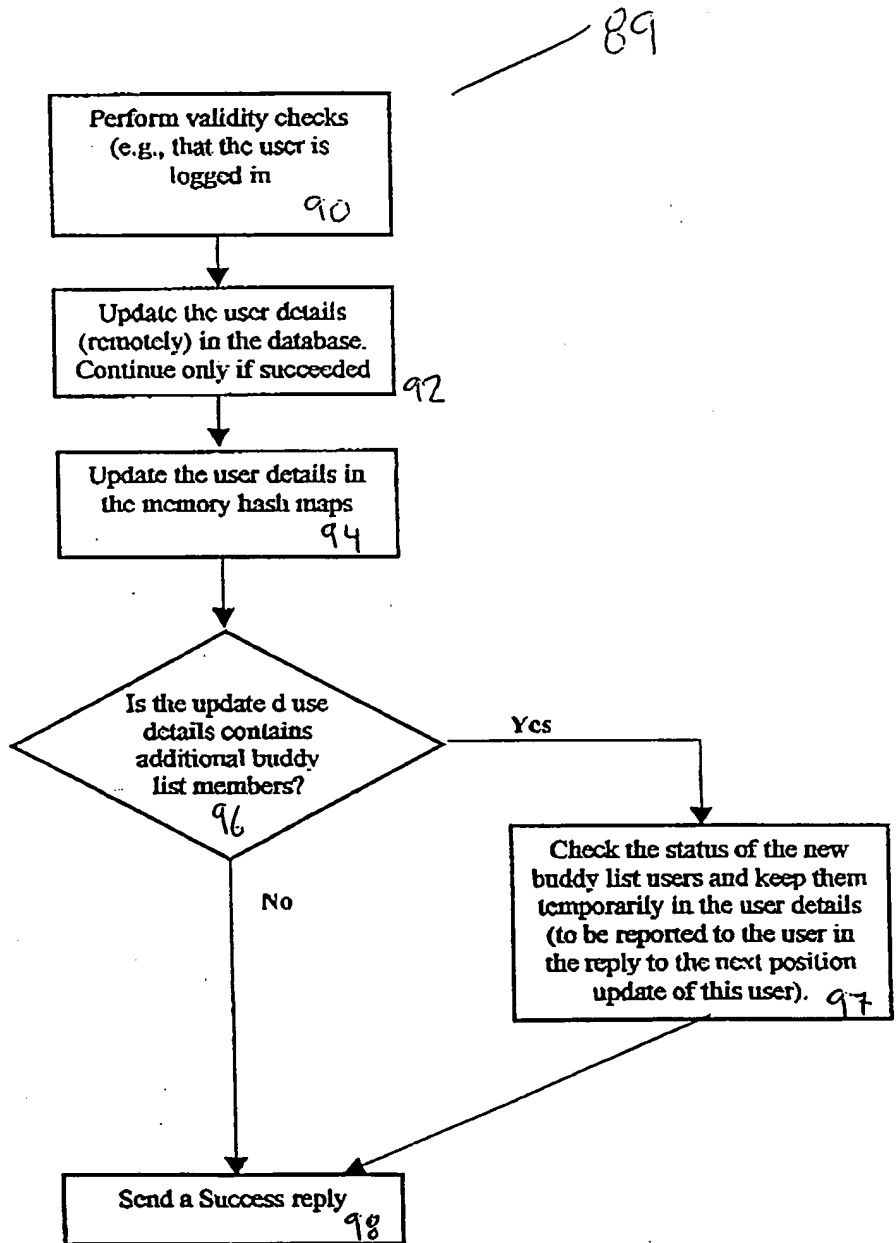 89
Perform validity checks
(e.g., that the user is
logged in
90
Update the user details
(remotely) in the database.
Continue only if succeeded
92
Update the user details in
the memory hash maps
94
Is the update d use
details contains
additional buddy
list members?
96
Yes
No
Check the status of the new
buddy list users and keep them
temporarily in the user details
(to be reported to the user in
the reply to the next position
update of this user).
97
Send a Success reply
98